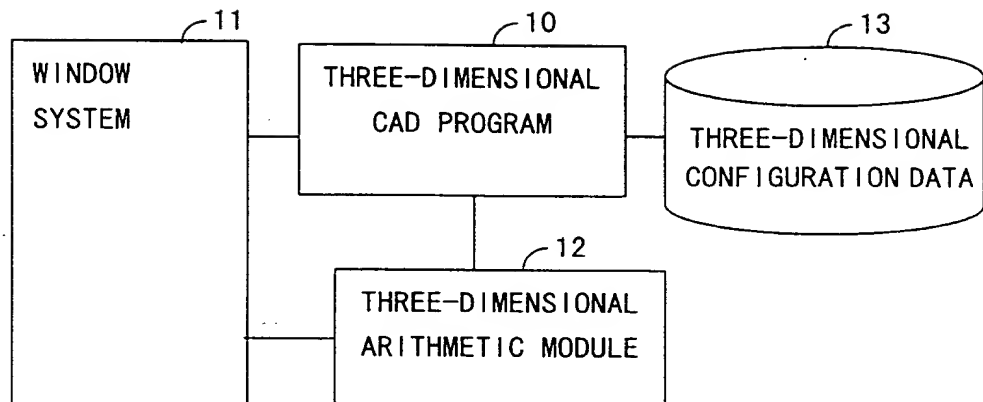 11
WINDOW
SYSTEM
10
THREE-DIMENSIONAL
CAD PROGRAM
13
THREE-DIMENSIONAL
CONFIGURATION DATA
12
THREE-DIMENSIONAL
ARITHMETIC MODULE